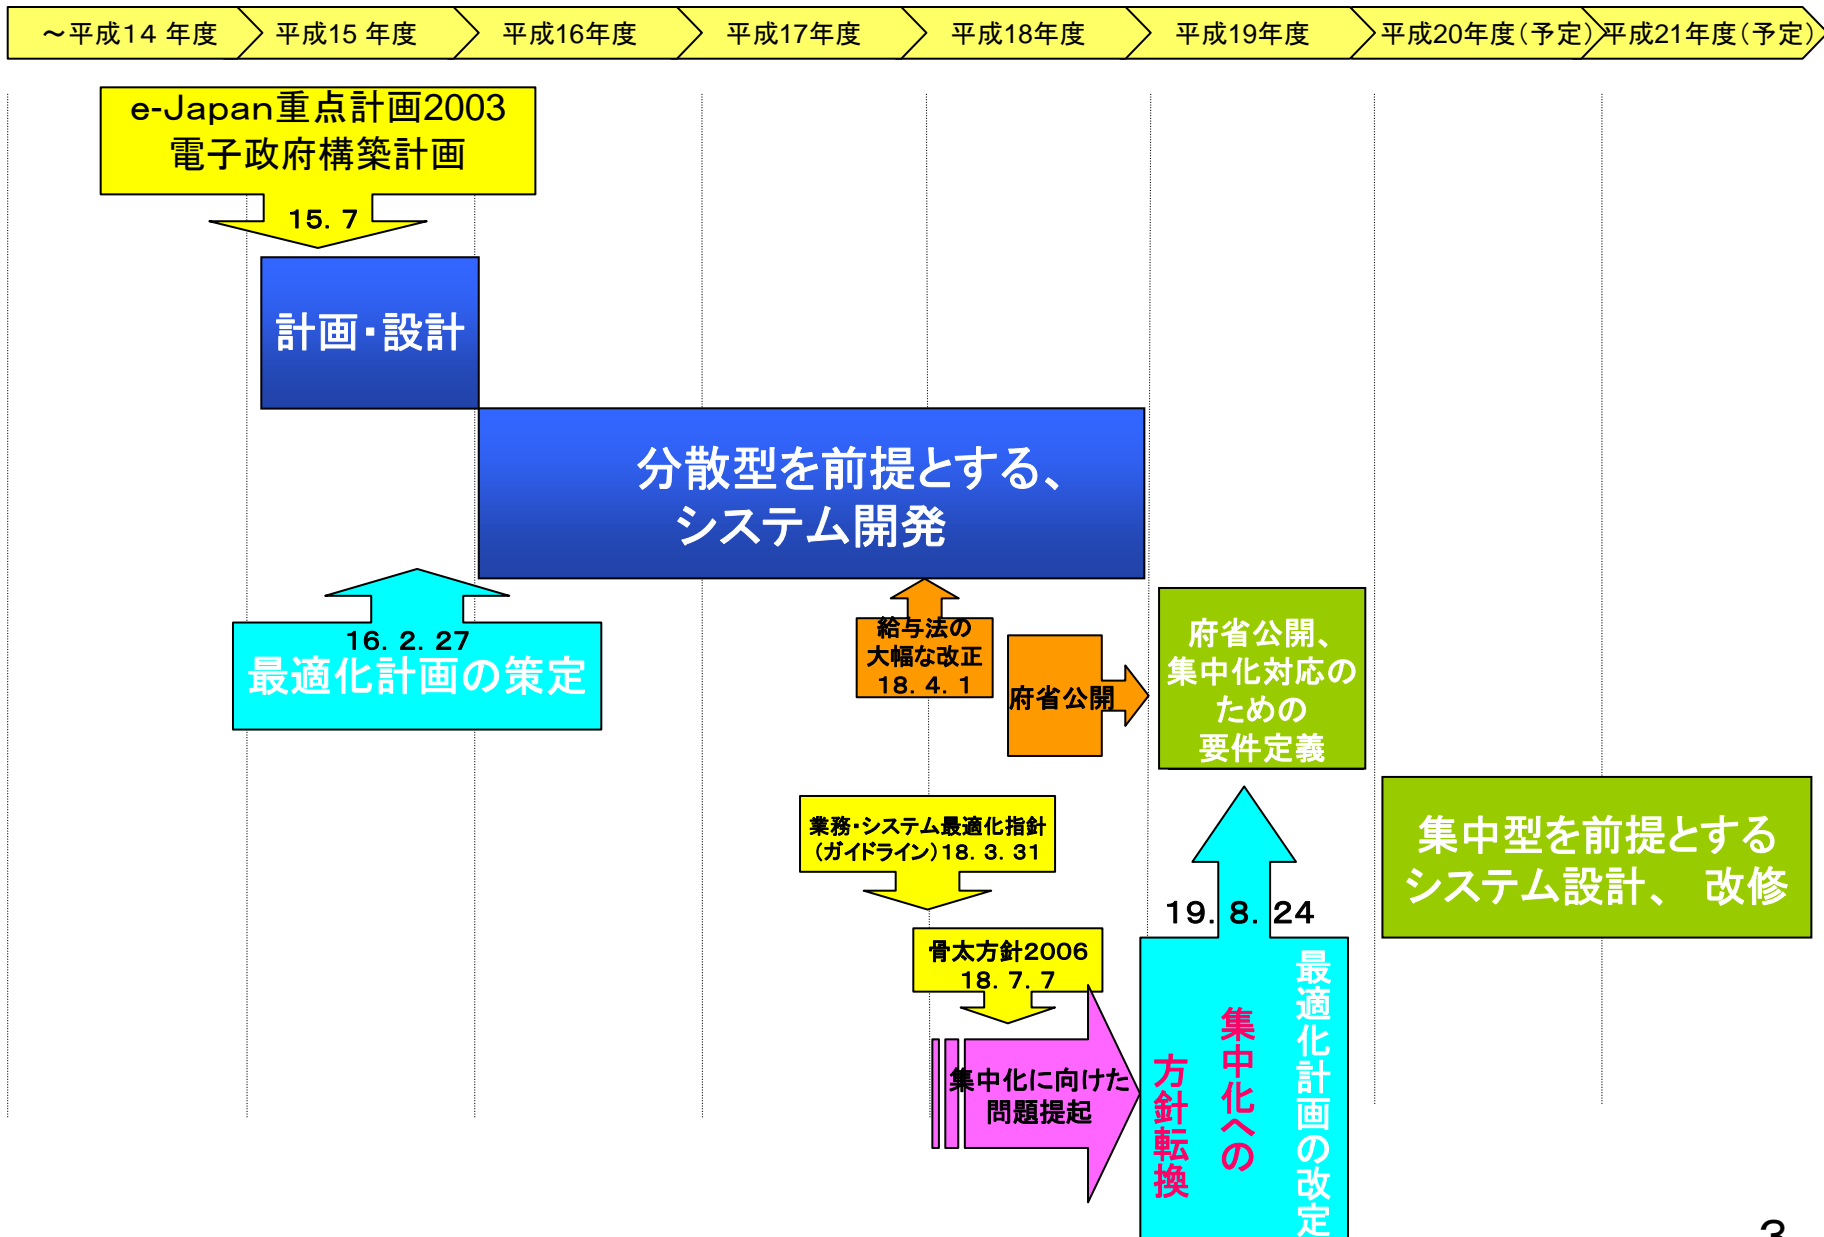 ～平成１４ 年度
平成15 年度
平成16年度
平成17年度
平成18年度
平成19年度
平成20年度（予定）
平成21年度（予定）
e-Japan重点計画2003
電子政府構築計画
１５．７
計画・設計
分散型を前提とする、
システム開発
１６．２．２７
最適化計画の策定
給与法の
大幅な改正
１８．４．１
府省公開
府省公開、
集中化対応の
ための
要件定義
業務・システム最適化指針
（ガイドライン）１８．３．３１
集中型を前提とする
システム設計、 改修
１９．８．２４
骨太方針２００６
１８．７．７
集中化に向けた
問題提起
最適化計画の改定
集中化への
方針転換
3